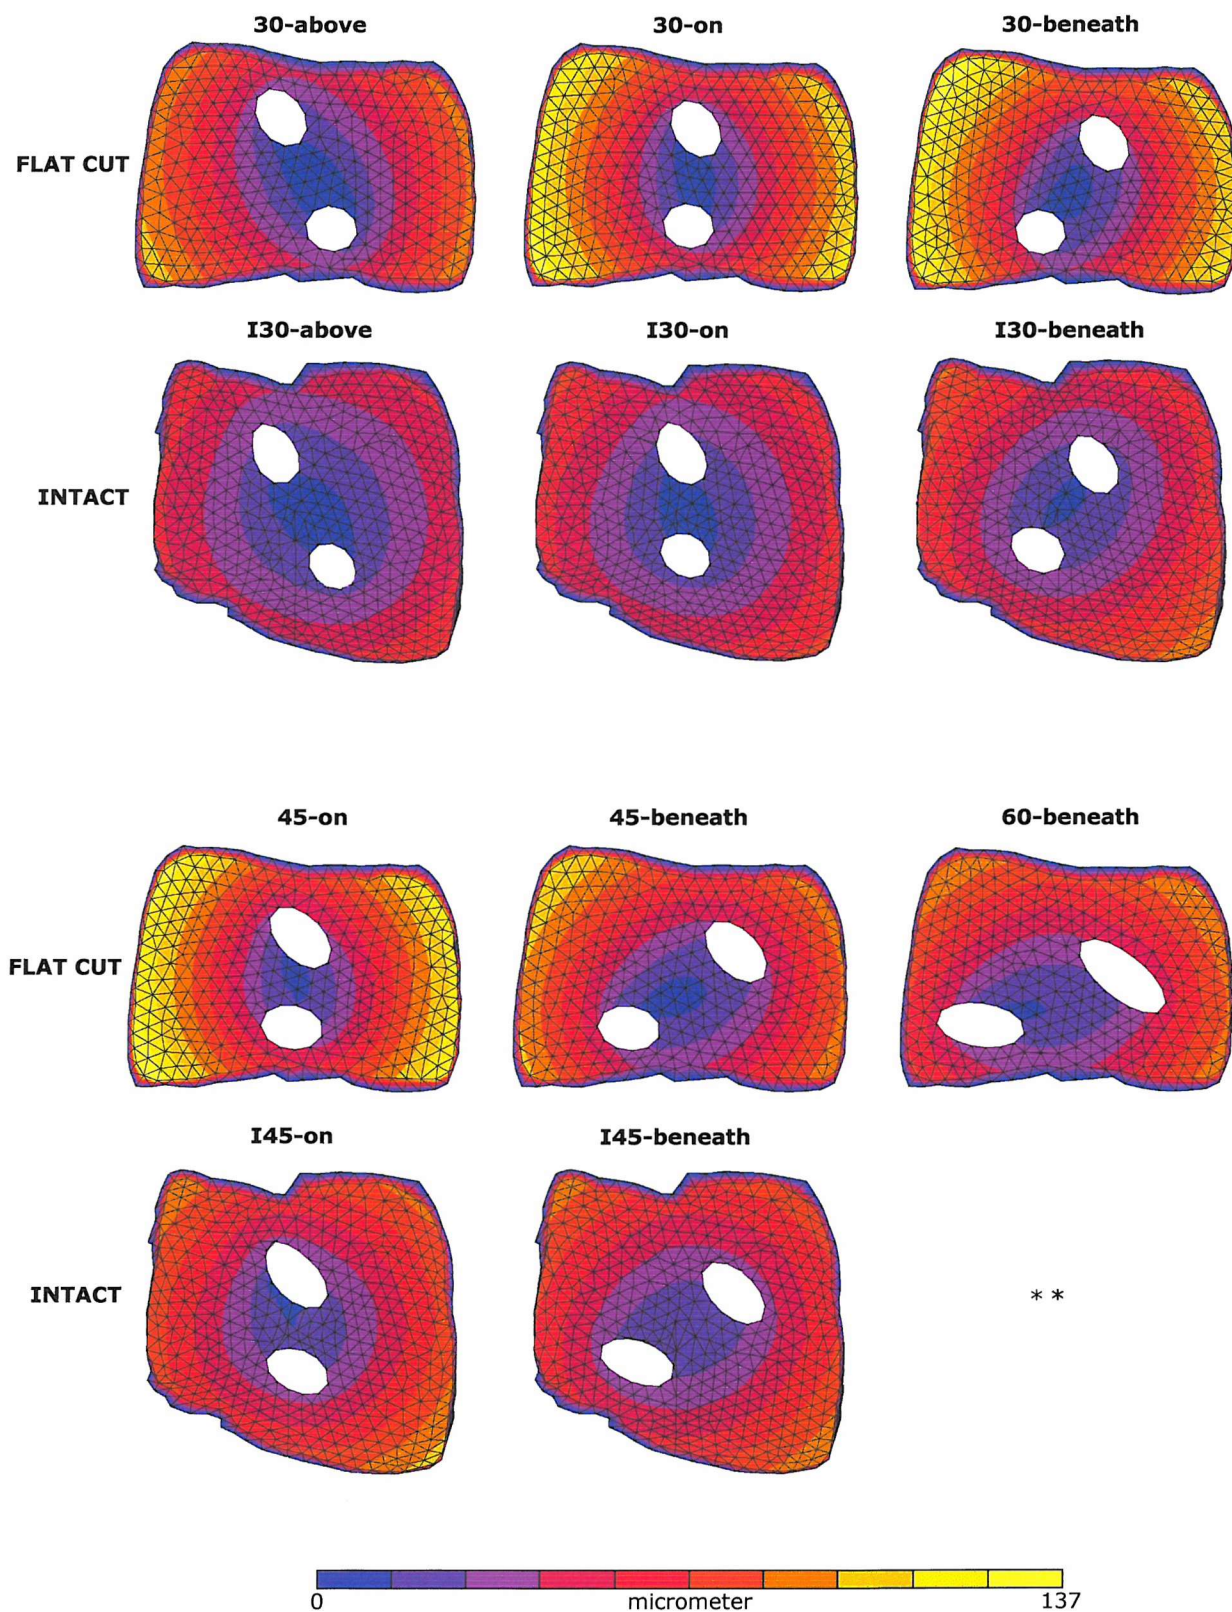 30-above 30-on 30-beneath
FLAT CUT
I30-above I30-on I30-beneath
INTACT
45-on 45-beneath 60-beneath
FLAT CUT
I45-on I45-beneath
INTACT
* *
0 micrometer 137